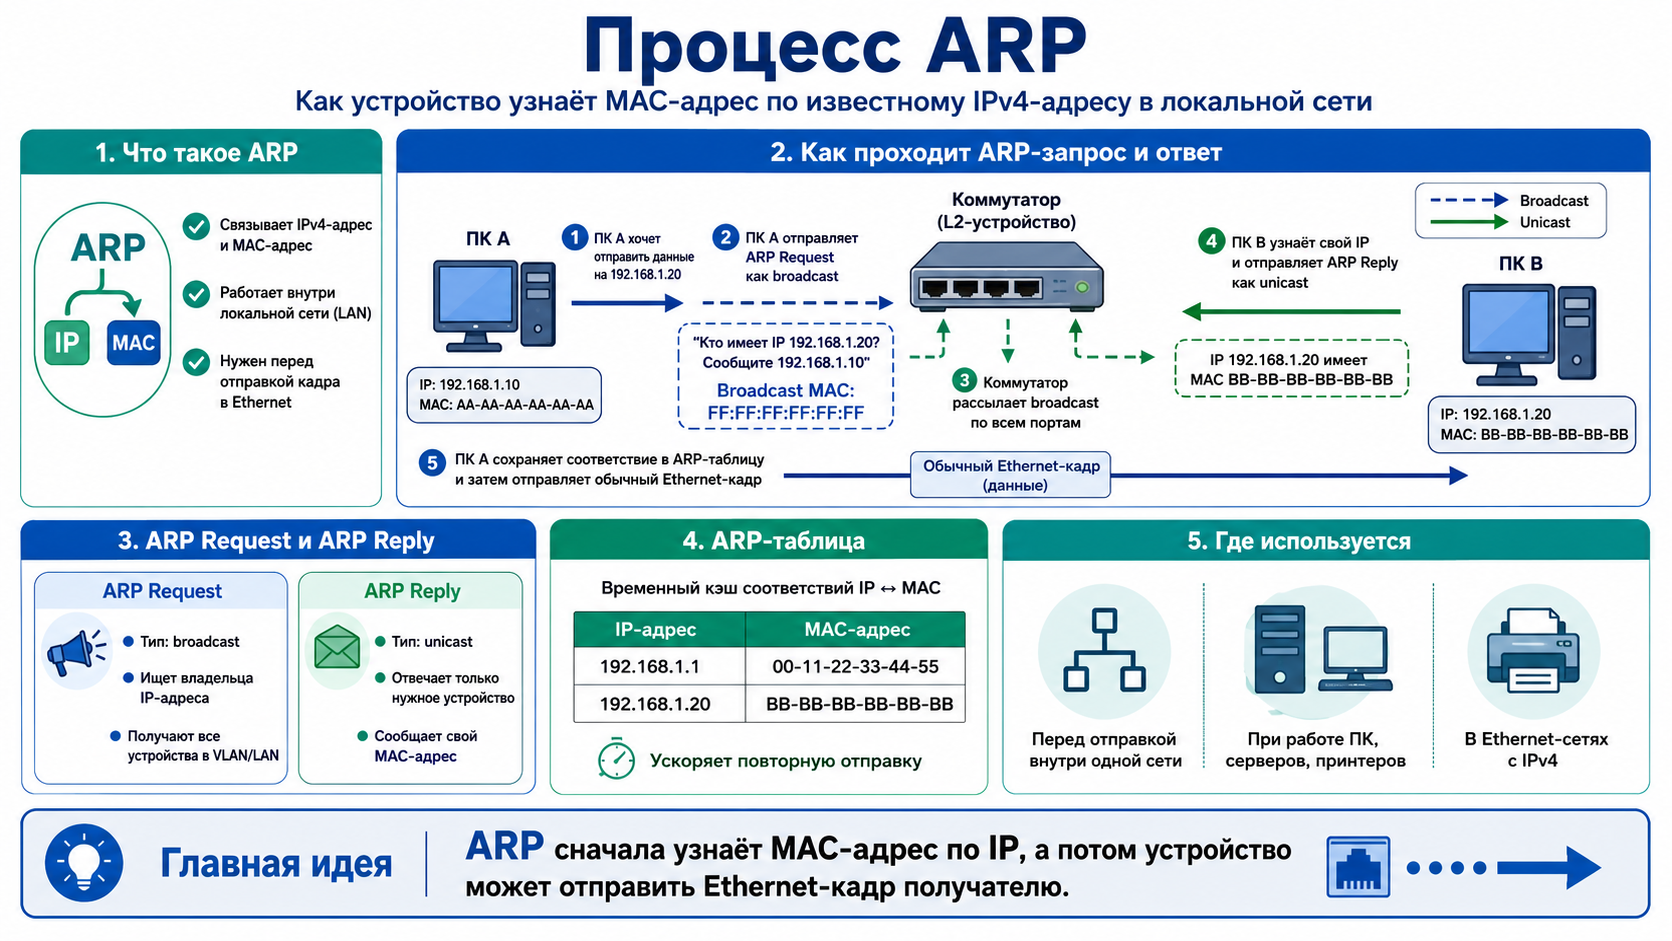 Процесс ARP
Как устройство узнаёт MAC-адрес по известному IPv4-адресу в локальной сети
1. Что такое ARP
ARP
IP
MAC
Связывает IPv4-адрес
и MAC-адрес
Работает внутри
локальной сети (LAN)
Нужен перед
отправкой кадра
в Ethernet
2. Как проходит ARP-запрос и ответ
ПК A
IP: 192.168.1.10
MAC: AA-AA-AA-AA-AA-AA
1 ПК A хочет
отправить данные
на 192.168.1.20
2 ПК A отправляет
ARP Request
как broadcast
"Кто имеет IP 192.168.1.20?
Сообщите 192.168.1.10"
Broadcast MAC:
FF:FF:FF:FF:FF:FF
Коммутатор
(L2-устройство)
3 Коммутатор
рассылает broadcast
по всем портам
Broadcast
Unicast
4 ПК B узнаёт свой IP
и отправляет ARP Reply
как unicast
IP 192.168.1.20 имеет
MAC BB-BB-BB-BB-BB-BB
ПК B
IP: 192.168.1.20
MAC: BB-BB-BB-BB-BB-BB
5 ПК A сохраняет соответствие в ARP-таблицу
и затем отправляет обычный Ethernet-кадр
Обычный Ethernet-кадр
(данные)
3. ARP Request и ARP Reply
ARP Request
Тип: broadcast
Ищет владельца
IP-адреса
Получают все
устройства в VLAN/LAN
ARP Reply
Тип: unicast
Отвечает только
нужное устройство
Сообщает свой
MAC-адрес
4. ARP-таблица
Временный кэш соответствий IP ↔ MAC
IP-адрес MAC-адрес
192.168.1.1 00-11-22-33-44-55
192.168.1.20 BB-BB-BB-BB-BB-BB
Ускоряет повторную отправку
5. Где используется
Перед отправкой
внутри одной сети
При работе ПК,
серверов, принтеров
В Ethernet-сетях
с IPv4
Главная идея
ARP сначала узнаёт MAC-адрес по IP, а потом устройство
может отправить Ethernet-кадр получателю.